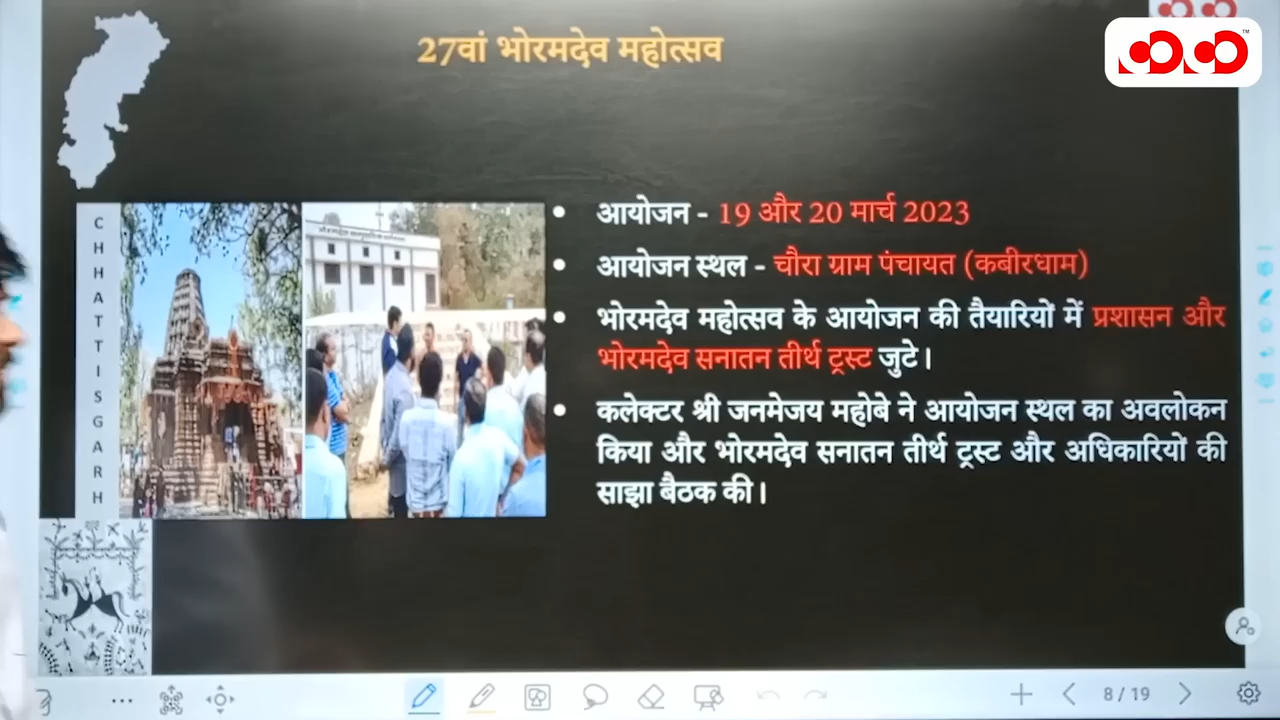 27वां भोरमदेव महोत्सव
CHHATTISGARH
• आयोजन - 19 और 20 मार्च 2023
• आयोजन स्थल - चौरा ग्राम पंचायत (कबीरधाम)
• भोरमदेव महोत्सव के आयोजन की तैयारियों में प्रशासन और
भोरमदेव सनातन तीर्थ ट्रस्ट जुटे।
• कलेक्टर श्री जनमेजय महोबे ने आयोजन स्थल का अवलोकन
किया और भोरमदेव सनातन तीर्थ ट्रस्ट और अधिकारियों की
साझा बैठक की।
8 / 19